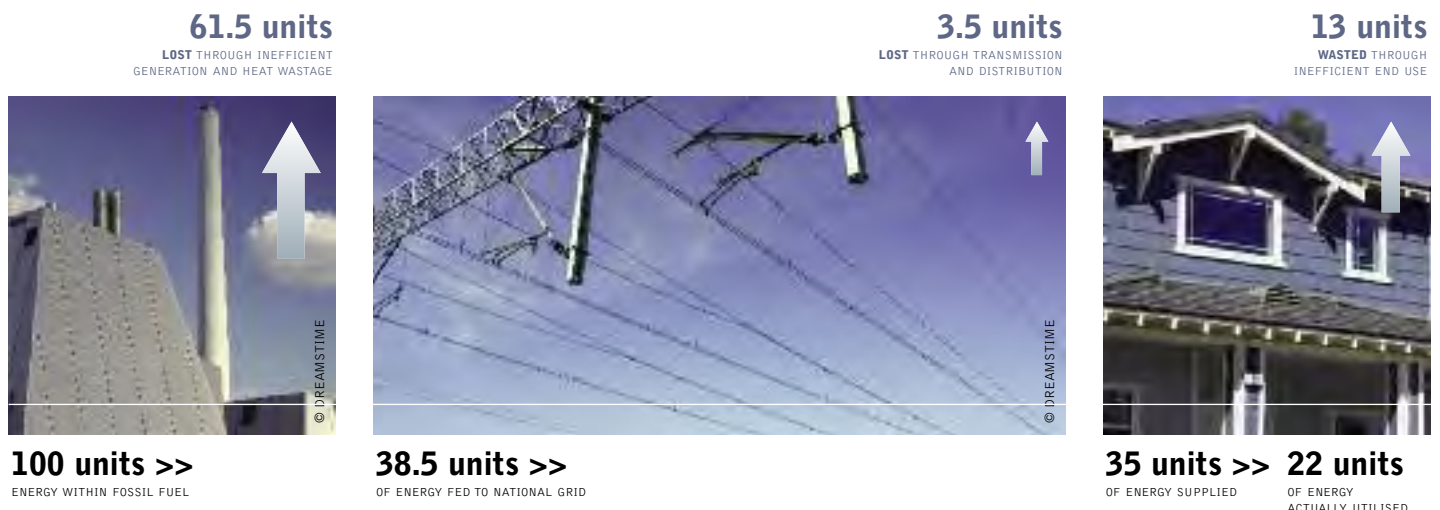 61.5 units
LOST THROUGH INEFFICIENT
GENERATION AND HEAT WASTAGE
3.5 units
LOST THROUGH TRANSMISSION
AND DISTRIBUTION
13 units
WASTED THROUGH
INEFFICIENT END USE
© DREAMSTIME
© DREAMSTIME
100 units >>
ENERGY WITHIN FOSSIL FUEL
38.5 units >>
OF ENERGY FED TO NATIONAL GRID
35 units >>
OF ENERGY SUPPLIED
22 units
OF ENERGY
ACTUALLY UTILISED